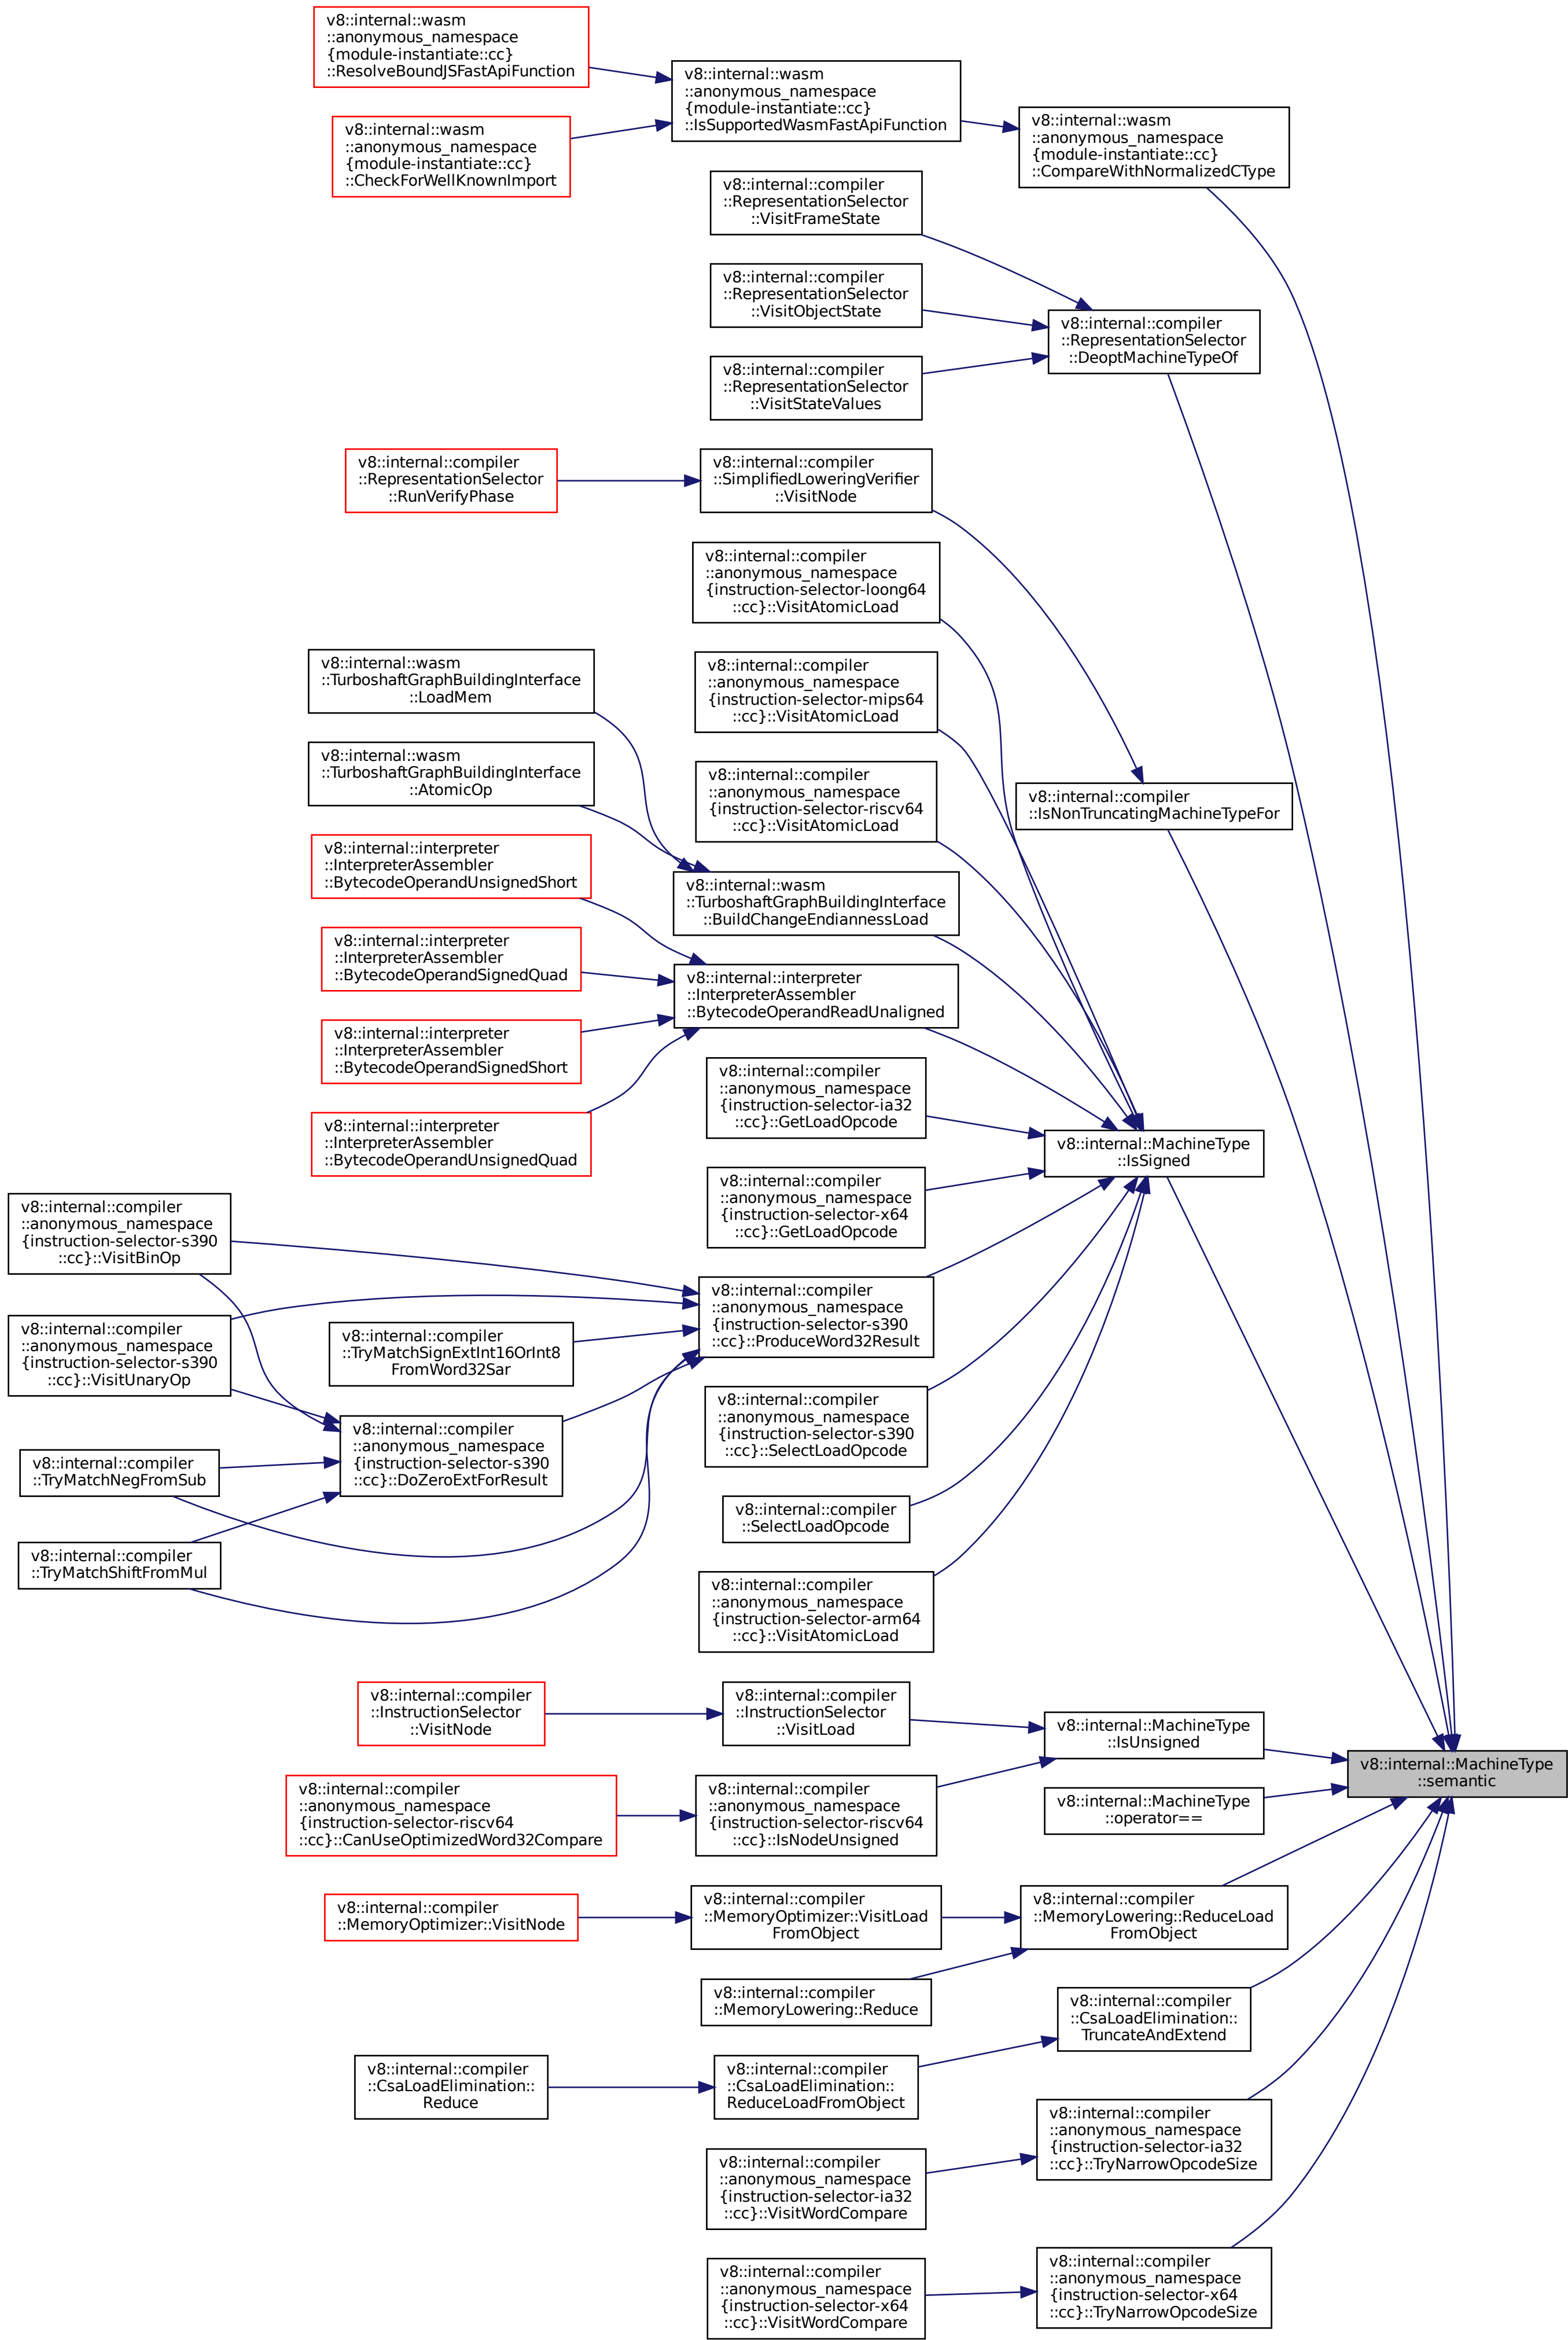 v8::internal::wasm
::anonymous_namespace
{module-instantiate::cc}
::ResolveBoundJSFastApiFunction
v8::internal::wasm
::anonymous_namespace
{module-instantiate::cc}
::IsSupportedWasmFastApiFunction
v8::internal::wasm
::anonymous_namespace
{module-instantiate::cc}
::CompareWithNormalizedCType
v8::internal::wasm
::anonymous_namespace
{module-instantiate::cc}
::CheckForWellKnownImport
v8::internal::compiler
::RepresentationSelector
::VisitFrameState
v8::internal::compiler
::RepresentationSelector
::VisitObjectState
v8::internal::compiler
::RepresentationSelector
::DeoptMachineTypeOf
v8::internal::compiler
::RepresentationSelector
::VisitStateValues
v8::internal::compiler
::RepresentationSelector
::RunVerifyPhase
v8::internal::compiler
::SimplifiedLoweringVerifier
::VisitNode
v8::internal::compiler
::anonymous_namespace
{instruction-selector-loong64
::cc}::VisitAtomicLoad
v8::internal::wasm
::TurboshaftGraphBuildingInterface
::LoadMem
v8::internal::compiler
::anonymous_namespace
{instruction-selector-mips64
::cc}::VisitAtomicLoad
v8::internal::wasm
::TurboshaftGraphBuildingInterface
::AtomicOp
v8::internal::compiler
::anonymous_namespace
{instruction-selector-riscv64
::cc}::VisitAtomicLoad
v8::internal::compiler
::IsNonTruncatingMachineTypeFor
v8::internal::interpreter
::InterpreterAssembler
::BytecodeOperandUnsignedShort
v8::internal::wasm
::TurboshaftGraphBuildingInterface
::BuildChangeEndiannessLoad
v8::internal::interpreter
::InterpreterAssembler
::BytecodeOperandSignedQuad
v8::internal::interpreter
::InterpreterAssembler
::BytecodeOperandReadUnaligned
v8::internal::interpreter
::InterpreterAssembler
::BytecodeOperandSignedShort
v8::internal::compiler
::anonymous_namespace
{instruction-selector-ia32
::cc}::GetLoadOpcode
v8::internal::interpreter
::InterpreterAssembler
::BytecodeOperandUnsignedQuad
v8::internal::MachineType
::IsSigned
v8::internal::compiler
::anonymous_namespace
{instruction-selector-x64
::cc}::GetLoadOpcode
v8::internal::compiler
::anonymous_namespace
{instruction-selector-s390
::cc}::VisitBinOp
v8::internal::compiler
::anonymous_namespace
{instruction-selector-s390
::cc}::ProduceWord32Result
v8::internal::compiler
::anonymous_namespace
{instruction-selector-s390
::cc}::VisitUnaryOp
v8::internal::compiler
::TryMatchSignExtInt16OrInt8
FromWord32Sar
v8::internal::compiler
::anonymous_namespace
{instruction-selector-s390
::cc}::SelectLoadOpcode
v8::internal::compiler
::anonymous_namespace
{instruction-selector-s390
::cc}::DoZeroExtForResult
v8::internal::compiler
::TryMatchNegFromSub
v8::internal::compiler
::SelectLoadOpcode
v8::internal::compiler
::TryMatchShiftFromMul
v8::internal::compiler
::anonymous_namespace
{instruction-selector-arm64
::cc}::VisitAtomicLoad
v8::internal::compiler
::InstructionSelector
::VisitNode
v8::internal::compiler
::InstructionSelector
::VisitLoad
v8::internal::MachineType
::IsUnsigned
v8::internal::MachineType
::semantic
v8::internal::compiler
::anonymous_namespace
{instruction-selector-riscv64
::cc}::CanUseOptimizedWord32Compare
v8::internal::compiler
::anonymous_namespace
{instruction-selector-riscv64
::cc}::IsNodeUnsigned
v8::internal::MachineType
::operator==
v8::internal::compiler
::MemoryOptimizer::VisitNode
v8::internal::compiler
::MemoryOptimizer::VisitLoad
FromObject
v8::internal::compiler
::MemoryLowering::ReduceLoad
FromObject
v8::internal::compiler
::MemoryLowering::Reduce
v8::internal::compiler
::CsaLoadElimination::
TruncateAndExtend
v8::internal::compiler
::CsaLoadElimination::
Reduce
v8::internal::compiler
::CsaLoadElimination::
ReduceLoadFromObject
v8::internal::compiler
::anonymous_namespace
{instruction-selector-ia32
::cc}::TryNarrowOpcodeSize
v8::internal::compiler
::anonymous_namespace
{instruction-selector-ia32
::cc}::VisitWordCompare
v8::internal::compiler
::anonymous_namespace
{instruction-selector-x64
::cc}::TryNarrowOpcodeSize
v8::internal::compiler
::anonymous_namespace
{instruction-selector-x64
::cc}::VisitWordCompare